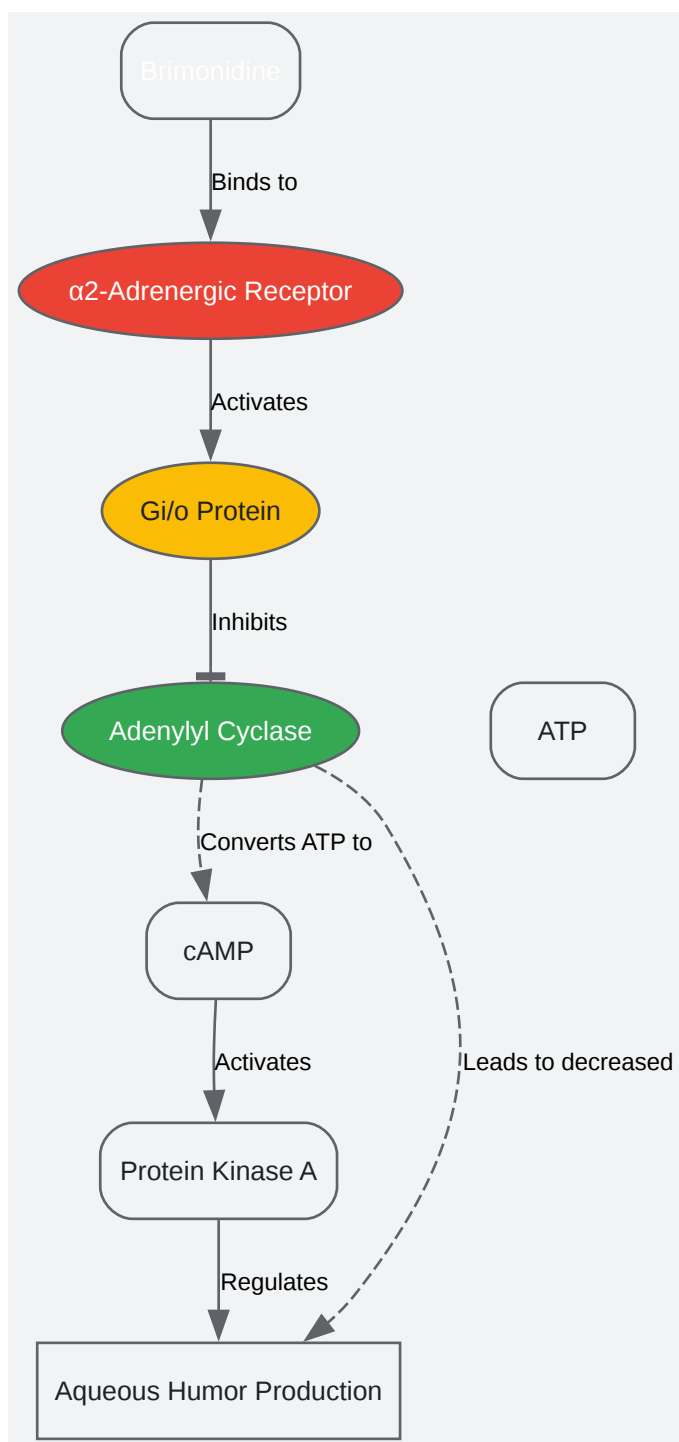 Brimonidine
Binds to
α2-Adrenergic Receptor
Activates
Gi/o Protein
Inhibits
Adenylyl Cyclase
ATP
Converts ATP to
cAMP
Activates
Leads to decreased
Protein Kinase A
Regulates
Aqueous Humor Production